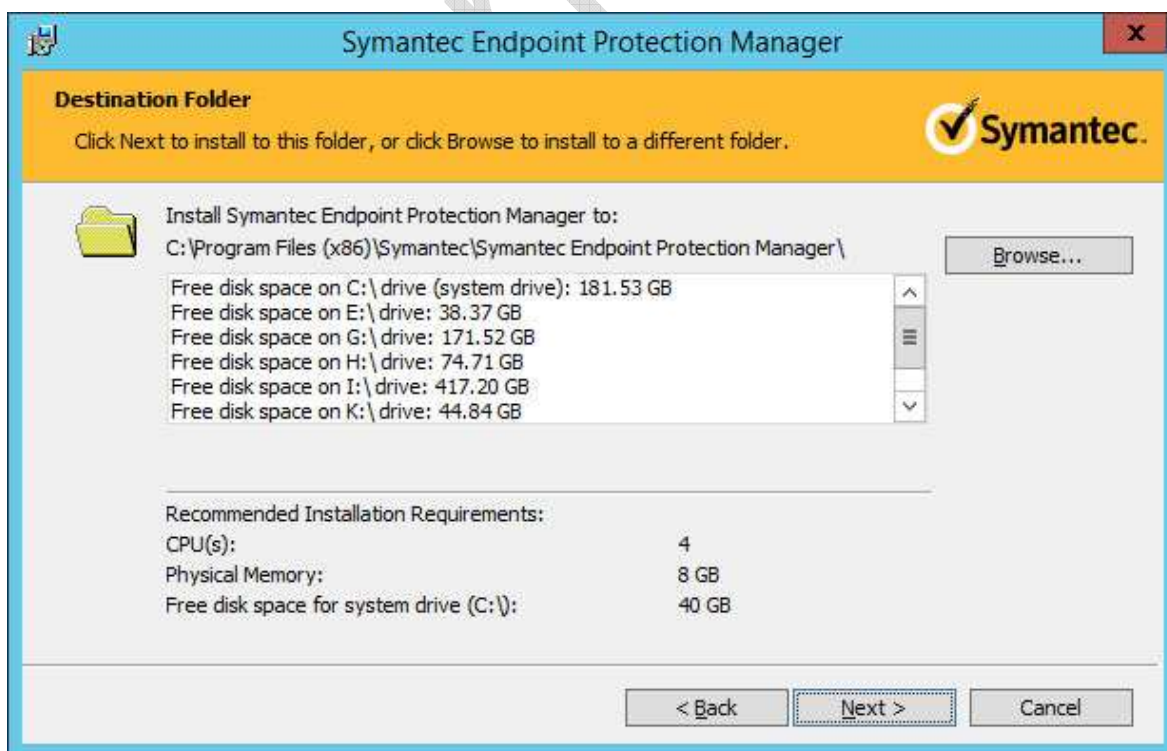 Symantec Endpoint Protection Manager
x
Destination Folder
Click Next to install to this folder, or click Browse to install to a different folder.
Symantec.
Install Symantec Endpoint Protection Manager to:
C:\Program Files (x86)\Symantec\Symantec Endpoint Protection Manager\
Browse...
Free disk space on C:\ drive (system drive): 181.53 GB
Free disk space on E:\ drive: 38.37 GB
Free disk space on G:\ drive: 171.52 GB
Free disk space on H:\ drive: 74.71 GB
Free disk space on I:\ drive: 417.20 GB
Free disk space on K:\ drive: 44.84 GB
Recommended Installation Requirements:
CPU(s): 4
Physical Memory: 8 GB
Free disk space for system drive (C:\): 40 GB
< Back Next > Cancel